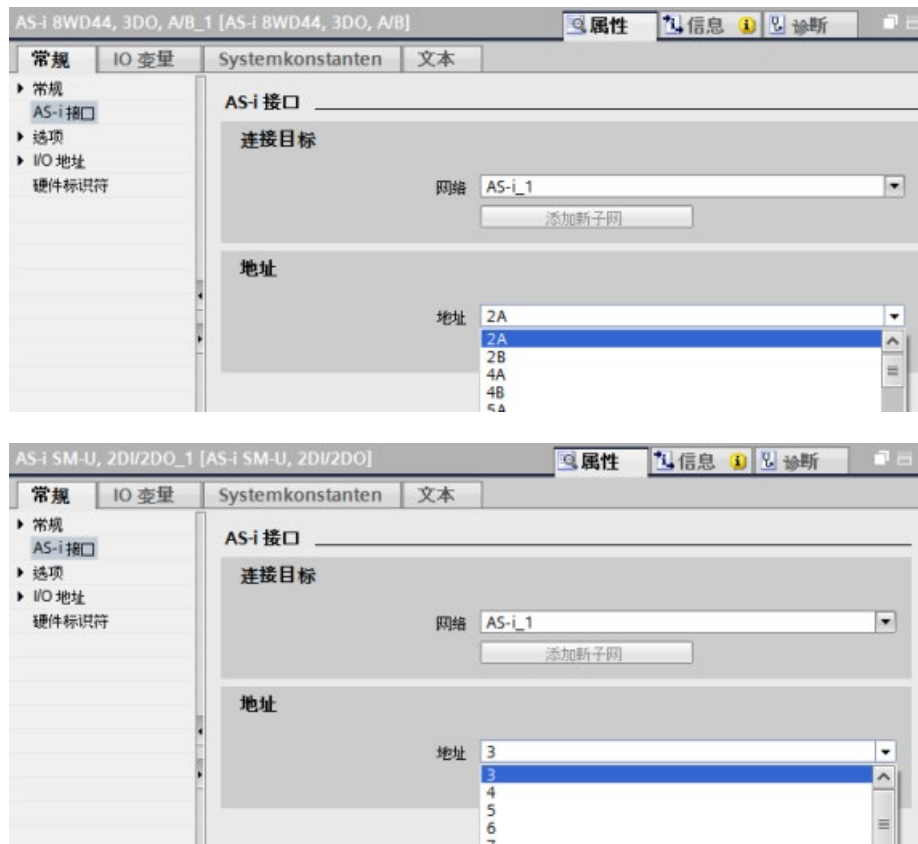 AS-i 8WD44, 3DO, A/B_1 [AS-i 8WD44, 3DO, A/B]
属性 信息 诊断
常规 IO 变量 Systemkonstanten 文本
常规
AS-i 接口
选项
I/O 地址
硬件标识符
AS-i 接口
连接目标
网络 AS-i_1
添加新子网
地址
地址 2A
2A
2B
4A
4B
5A
AS-i SM-U, 2DI/2DO_1 [AS-i SM-U, 2DI/2DO]
属性 信息 诊断
常规 IO 变量 Systemkonstanten 文本
常规
AS-i 接口
选项
I/O 地址
硬件标识符
AS-i 接口
连接目标
网络 AS-i_1
添加新子网
地址
地址 3
3
4
5
6
7